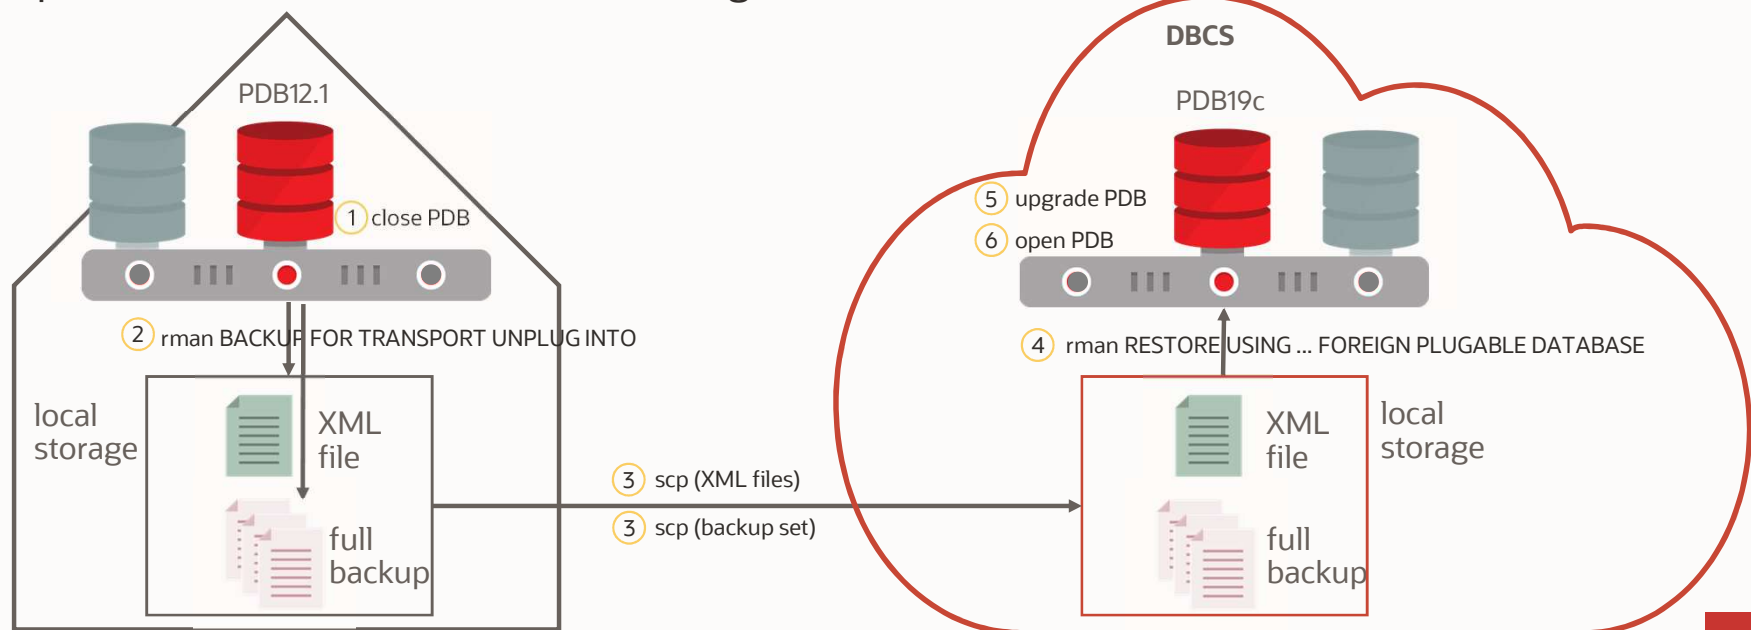 DBCS
PDB12.1
PDB19c
1 close PDB
5 upgrade PDB
6 open PDB
2 rman BACKUP FOR TRANSPORT UNPLUG INTO
4 rman RESTORE USING ... FOREIGN PLUGABLE DATABASE
local
storage
XML
file
full
backup
3 scp (XML files)
3 scp (backup set)
XML
file
local
storage
full
backup